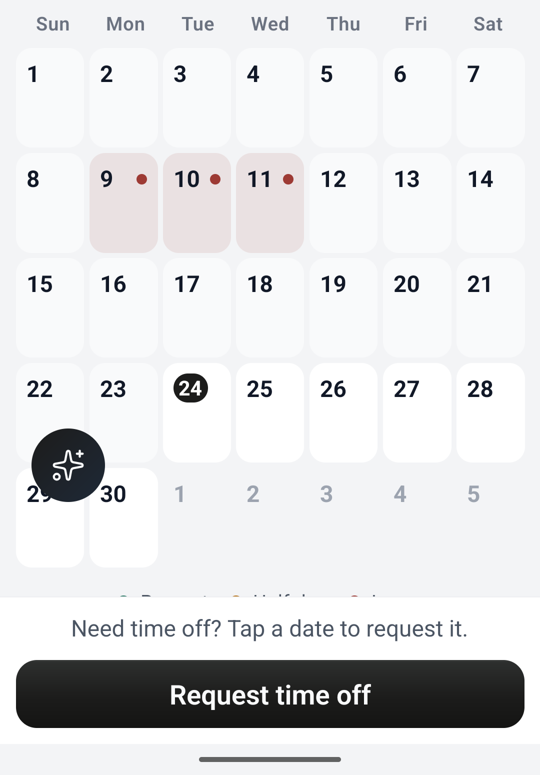 Sun Mon Tue Wed Thu Fri Sat
1 2 3 4 5 6 7
8 9 10 11 12 13 14
15 16 17 18 19 20 21
22 23 24 25 26 27 28
29 30 1 2 3 4 5
Need time off? Tap a date to request it.
Request time off